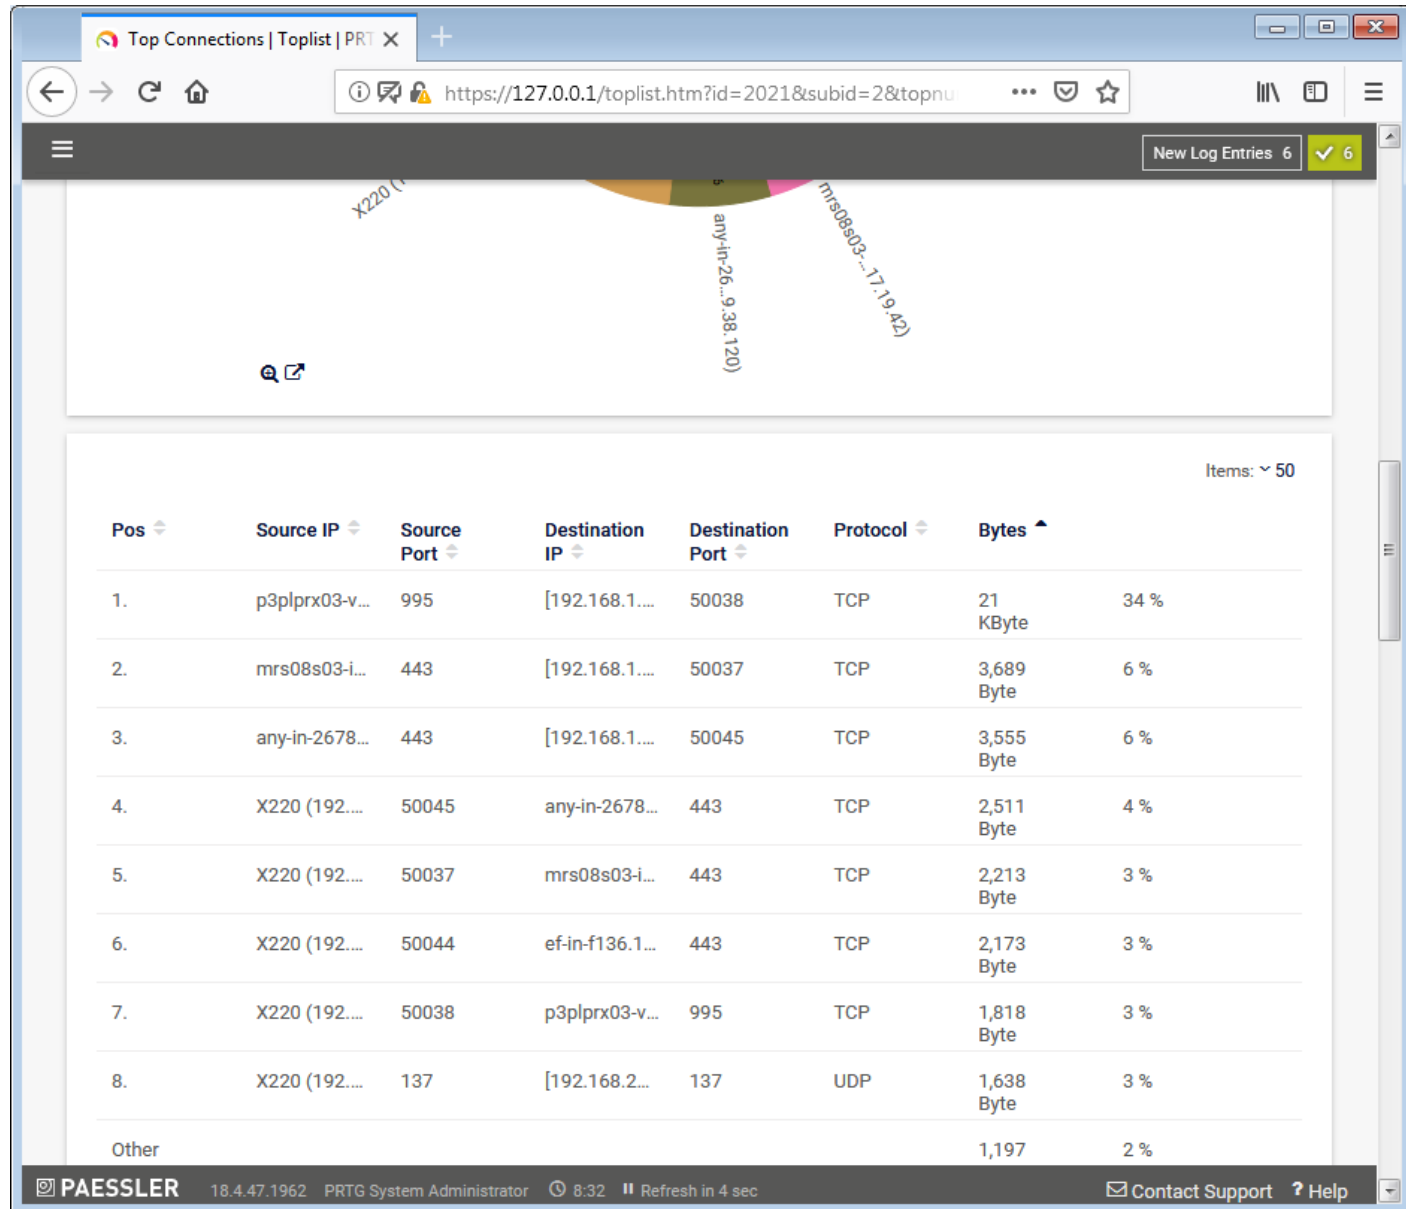 Top Connections | Toplist | PRT
https://127.0.0.1/toplist.htm?id=2021&subid=2&topnu
New Log Entries 6 6
X220 (
any-in-26...9.38.120)
mrs08s03-...17.19.42)
Items: 50
Pos Source IP Source Port Destination IP Destination Port Protocol Bytes
1. p3plprx03-v... 995 [192.168.1.... 50038 TCP 21 KByte 34 %
2. mrs08s03-i... 443 [192.168.1.... 50037 TCP 3,689 Byte 6 %
3. any-in-2678... 443 [192.168.1.... 50045 TCP 3,555 Byte 6 %
4. X220 (192.... 50045 any-in-2678... 443 TCP 2,511 Byte 4 %
5. X220 (192.... 50037 mrs08s03-i... 443 TCP 2,213 Byte 3 %
6. X220 (192.... 50044 ef-in-f136.1... 443 TCP 2,173 Byte 3 %
7. X220 (192.... 50038 p3plprx03-v... 995 TCP 1,818 Byte 3 %
8. X220 (192.... 137 [192.168.2... 137 UDP 1,638 Byte 3 %
Other 1,197 2 %
PAESSLER 18.4.47.1962 PRTG System Administrator 8:32 Refresh in 4 sec Contact Support ? Help